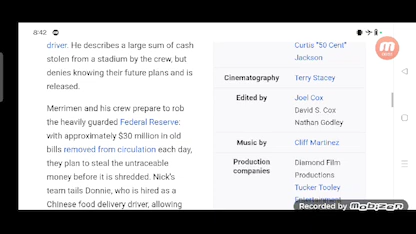 8:42
driver. He describes a large sum of cash
stolen from a stadium by the crew, but
denies knowing their future plans and is
released.
Merrimen and his crew prepare to rob
the heavily guarded Federal Reserve:
with approximately $30 million in old
bills removed from circulation each day,
they plan to steal the untraceable
money before it is shredded. Nick's
team tails Donnie, who is hired as a
Chinese food delivery driver, allowing
Curtis "50 Cent"
Jackson
Cinematography Terry Stacey
Edited by Joel Cox
David S. Cox
Nathan Godley
Music by Cliff Martinez
Production Diamond Film
companies Productions
Tucker Tooley
Entertainment
Recorded by Mobizen